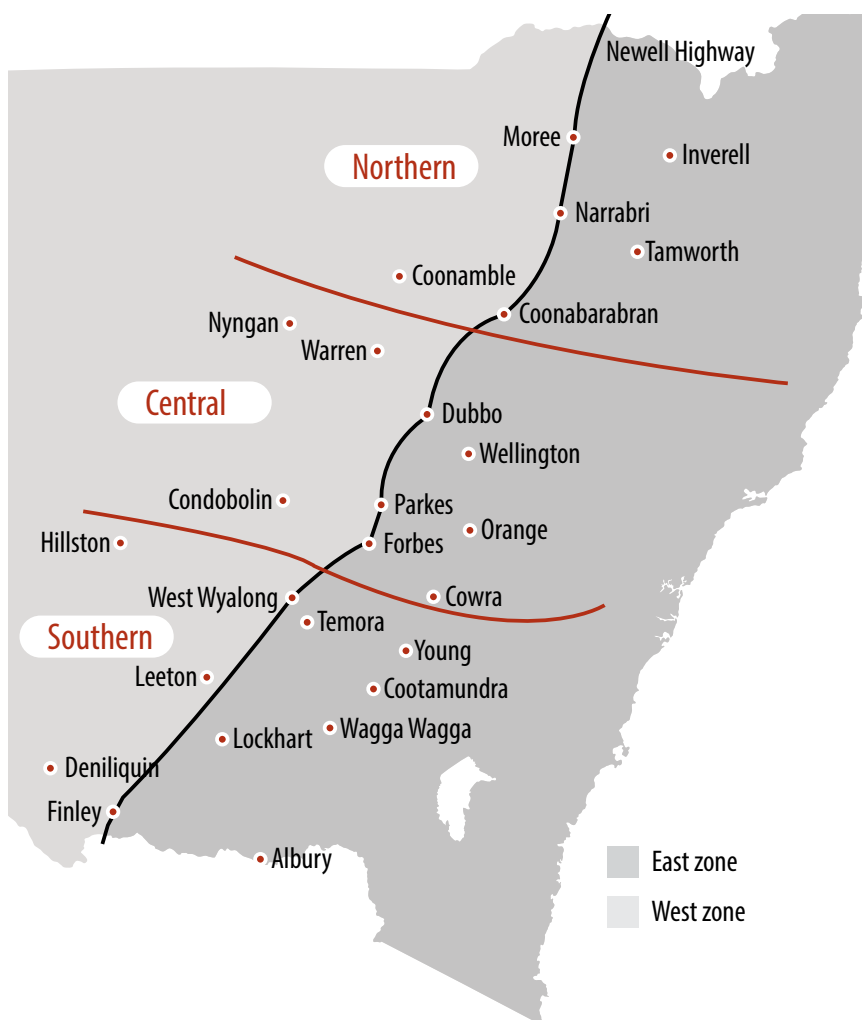 Newell Highway
Moree
Inverell
Northern
Narrabri
Tamworth
Coonamble
Coonabarabran
Nyngan
Warren
Central
Dubbo
Wellington
Condobolin
Parkes
Orange
Hillston
Forbes
West Wyalong
Cowra
Temora
Southern
Young
Leeton
Cootamundra
Wagga Wagga
Lockhart
Deniliquin
Finley
Albury
East zone
West zone